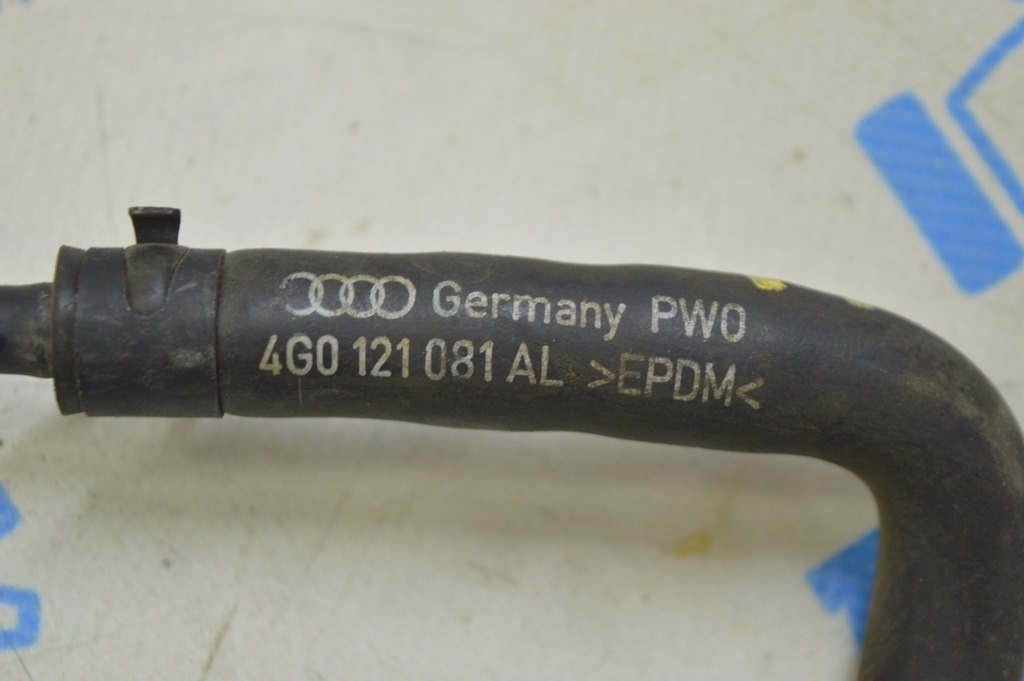 Germany PWO
4G0 121 081 AL >EPDM<